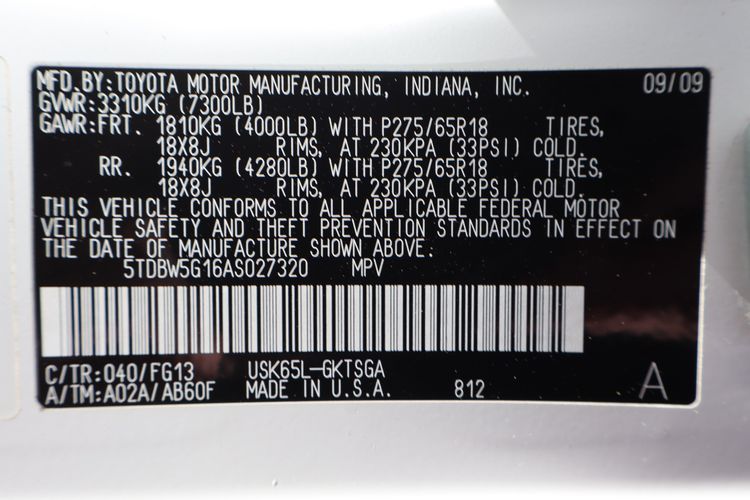 MFD.BY:TOYOTA MOTOR MANUFACTURING, INDIANA, INC. 09/09
GVWR:3310KG (7300LB)
GAWR:FRT. 1810KG (4000LB) WITH P275/65R18 TIRES,
18X8J RIMS, AT 230KPA (33PSI) COLD.
RR. 1940KG (4280LB) WITH P275/65R18 TIRES,
18X8J RIMS, AT 230KPA (33PSI) COLD.
THIS VEHICLE CONFORMS TO ALL APPLICABLE FEDERAL MOTOR
VEHICLE SAFETY AND THEFT PREVENTION STANDARDS IN EFFECT ON
THE DATE OF MANUFACTURE SHOWN ABOVE.
5TDBW5G16AS027320 MPV
C/TR:040/FG13 USK65L-GKTSGA
A/TM:A02A/AB60F MADE IN U.S.A. 812 A